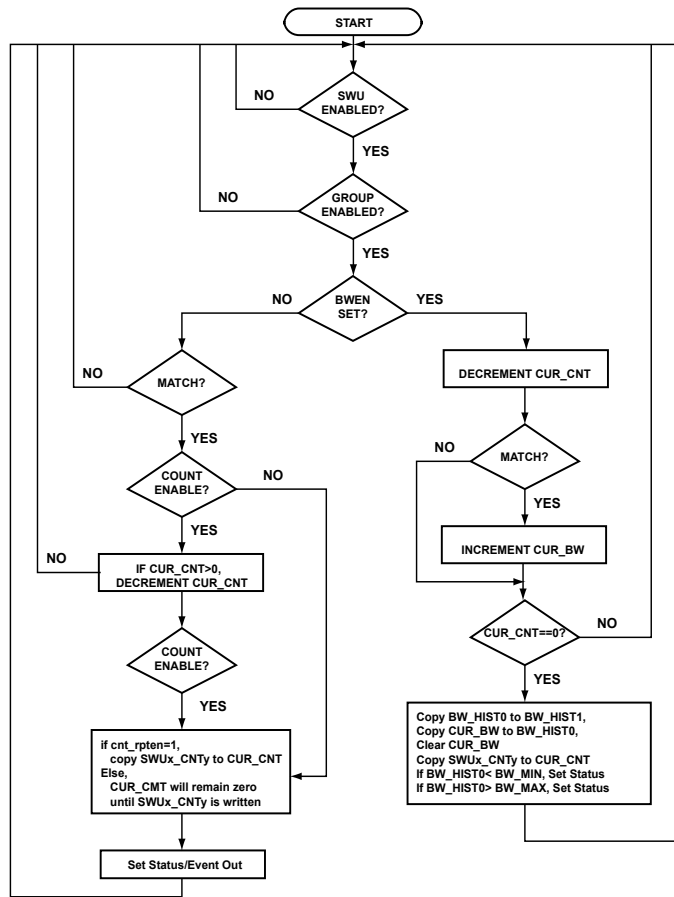 START
SWU
ENABLED?
NO
YES
GROUP
ENABLED?
NO
YES
BWEN
SET?
NO
YES
MATCH?
NO
YES
COUNT
ENABLE?
NO
YES
IF CUR_CNT>0,
DECREMENT CUR_CNT
NO
COUNT
ENABLE?
YES
if cnt_rpten=1,
copy SWUx_CNTy to CUR_CNT
Else,
CUR_CMT will remain zero
until SWUx_CNTy is written
Set Status/Event Out
DECREMENT CUR_CNT
MATCH?
NO
YES
INCREMENT CUR_BW
CUR_CNT==0?
NO
YES
Copy BW_HIST0 to BW_HIST1,
Copy CUR_BW to BW_HIST0,
Clear CUR_BW
Copy SWUx_CNTy to CUR_CNT
If BW_HIST0< BW_MIN, Set Status
If BW_HIST0> BW_MAX, Set Status